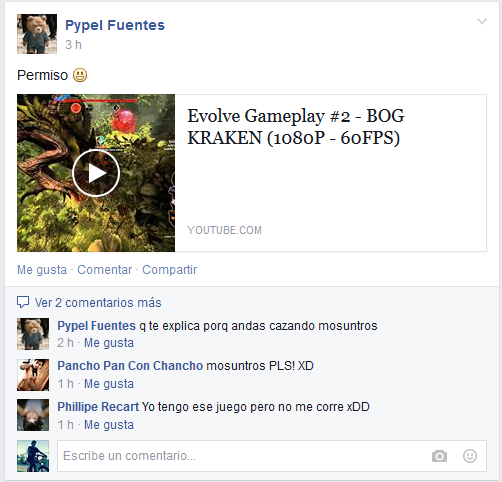 Pypel Fuentes
3 h
Permiso
Evolve Gameplay #2 - BOG
KRAKEN (1080P - 60FPS)
YOUTUBE.COM
Me gusta · Comentar · Compartir
Ver 2 comentarios más
Pypel Fuentes q te explica porq andas cazando mosuntros
2 h · Me gusta
Pancho Pan Con Chancho mosuntros PLS! XD
1 h · Me gusta
Phillipe Recart Yo tengo ese juego pero no me corre xDD
1 h · Me gusta
Escribe un comentario...